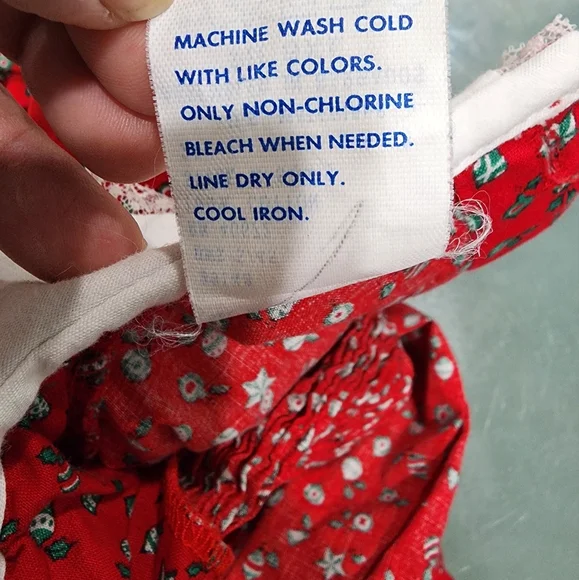 MACHINE WASH COLD
WITH LIKE COLORS.
ONLY NON-CHLORINE
BLEACH WHEN NEEDED.
LINE DRY ONLY.
COOL IRON.